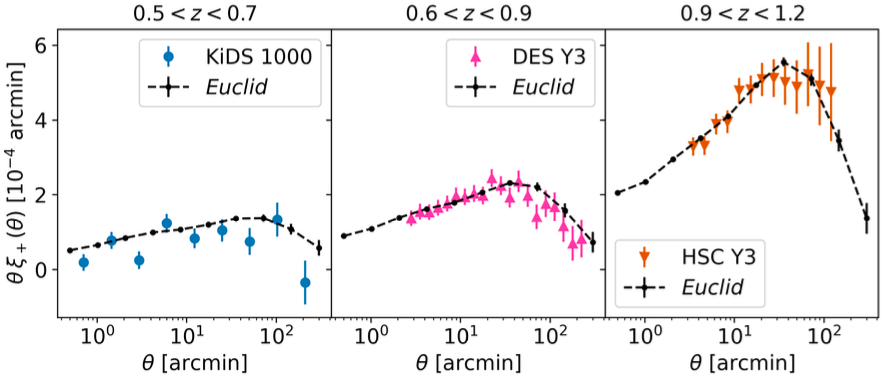 0.5 < z < 0.7
0.6 < z < 0.9
0.9 < z < 1.2
θ ξ₊(θ) [10⁻⁴ arcmin]
6
4
2
0
KiDS 1000
Euclid
DES Y3
Euclid
HSC Y3
Euclid
10⁰ 10¹ 10²
10⁰ 10¹ 10²
10⁰ 10¹ 10²
θ [arcmin]
θ [arcmin]
θ [arcmin]